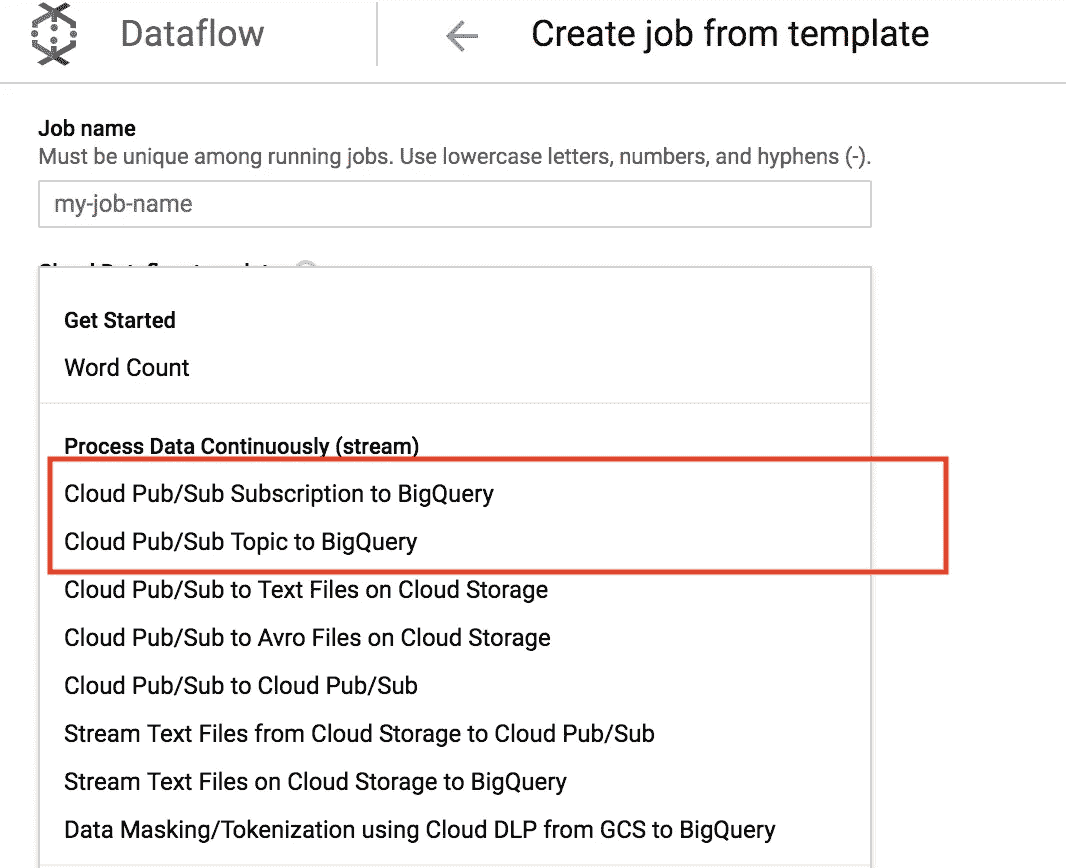 Dataflow
Create job from template
Job name
Must be unique among running jobs. Use lowercase letters, numbers, and hyphens (-).
my-job-name
Get Started
Word Count
Process Data Continuously (stream)
Cloud Pub/Sub Subscription to BigQuery
Cloud Pub/Sub Topic to BigQuery
Cloud Pub/Sub to Text Files on Cloud Storage
Cloud Pub/Sub to Avro Files on Cloud Storage
Cloud Pub/Sub to Cloud Pub/Sub
Stream Text Files from Cloud Storage to Cloud Pub/Sub
Stream Text Files on Cloud Storage to BigQuery
Data Masking/Tokenization using Cloud DLP from GCS to BigQuery